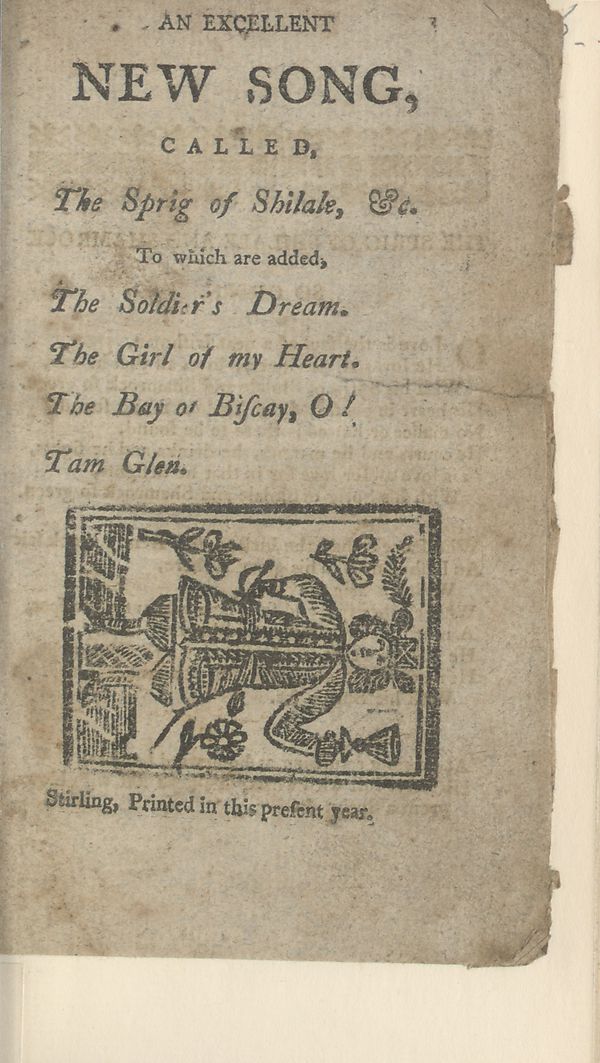 AN EXCELLENT
NEW SONG,
CALLED,
The Sprig of Shilale, &c.
To which are added,
The Soldier's Dream.
The Girl of my Heart.
The Bay of Biſcay, O!
Tam Glen.
Stirling, Printed in this preſent year.